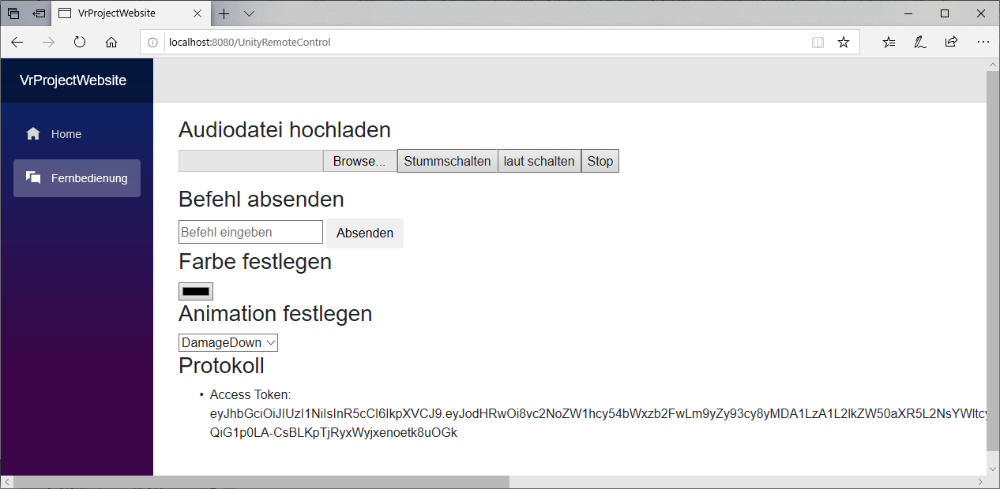 VrProjectWebsite
localhost:8080/UnityRemoteControl
VrProjectWebsite
Home
Fernbedienung
Audiodatei hochladen
Browse... Stummschalten laut schalten Stop
Befehl absenden
Befehl eingeben Absenden
Farbe festlegen
Animation festlegen
DamageDown
Protokoll
• Access Token:
eyJhbGciOiJIUzI1NiIsInR5cCI6IkpXVCJ9.eyJodHRwOi8vc2NoZW1hcy54bWxzb2FwLm9yZy93cy8yMDA1LzA1L2lkZW50aXR5L2NsYWltcy
QiG1p0LA-CsBLKpTjRyxWyjxenoetk8uOGk